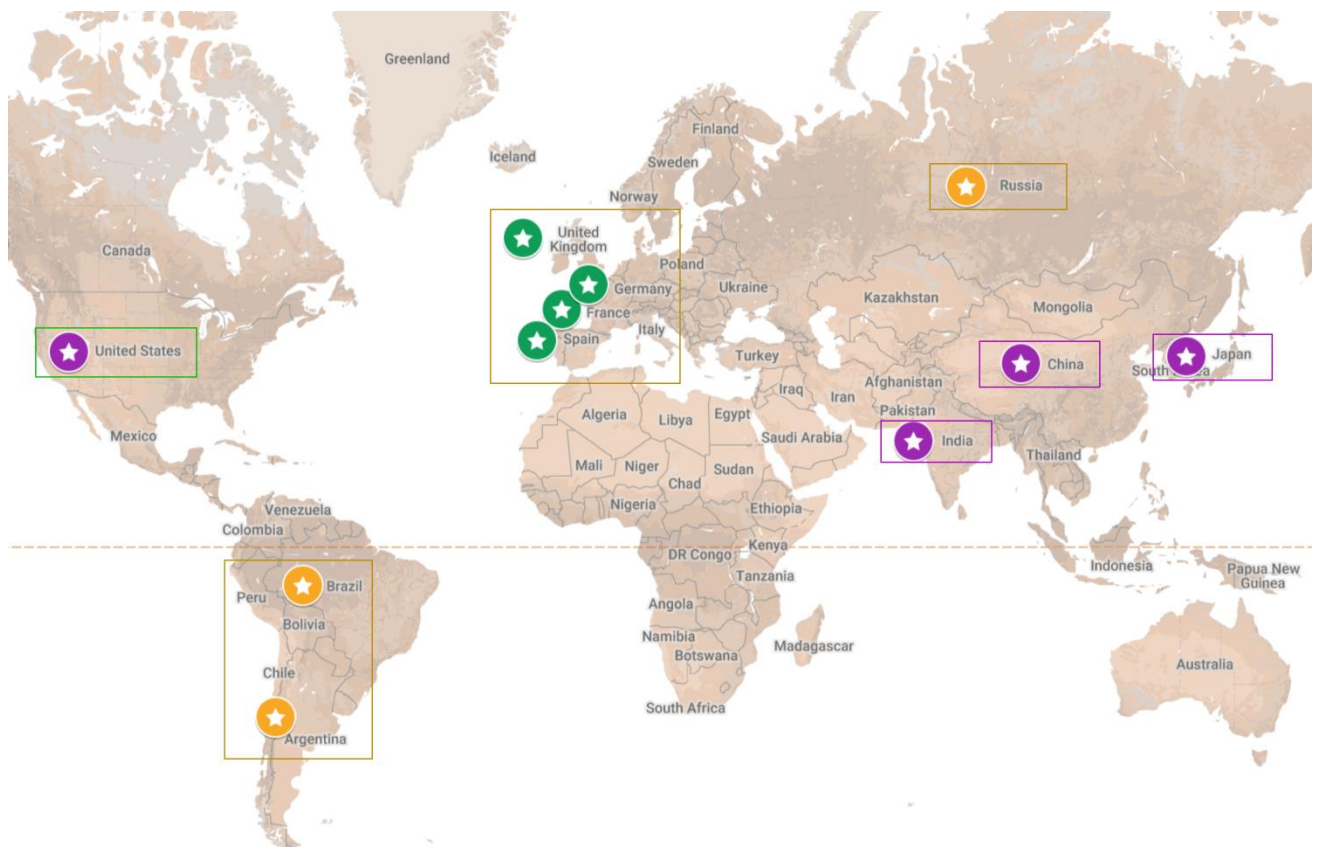 Greenland
Finland
Iceland
Sweden
Russia
Norway
United
Kingdom
Canada
Poland
Germany
Ukraine
Kazakhstan
Mongolia
France
Italy
Spain
United States
Turkey
China
Japan
South Korea
Iraq
Iran
Afghanistan
Pakistan
Algeria
Libya
Egypt
Mexico
Saudi Arabia
India
Thailand
Mali
Niger
Sudan
Chad
Nigeria
Ethiopia
Venezuela
Colombia
DR Congo
Kenya
Indonesia
Papua New
Guinea
Tanzania
Brazil
Peru
Angola
Bolivia
Namibia
Botswana
Madagascar
Australia
Chile
South Africa
Argentina